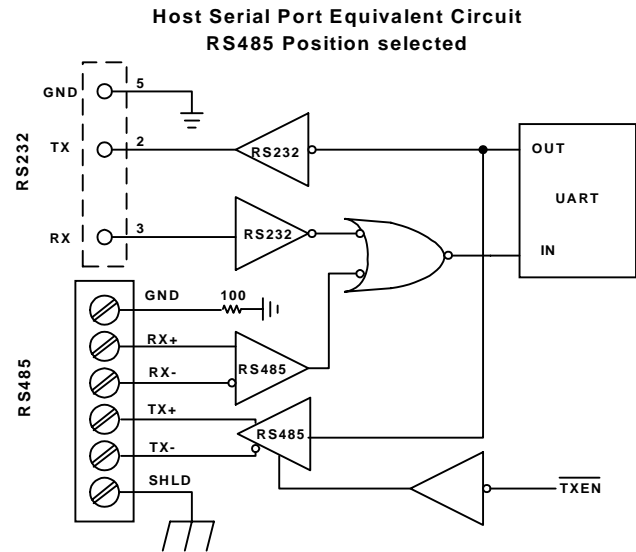 Host Serial Port Equivalent Circuit
RS485 Position selected
RS232
GND
5
TX
2
RS232
OUT
UART
RX
3
RS232
IN
RS485
GND
100
RX+
RX-
RS485
TX+
TX-
RS485
SHLD
TXEN